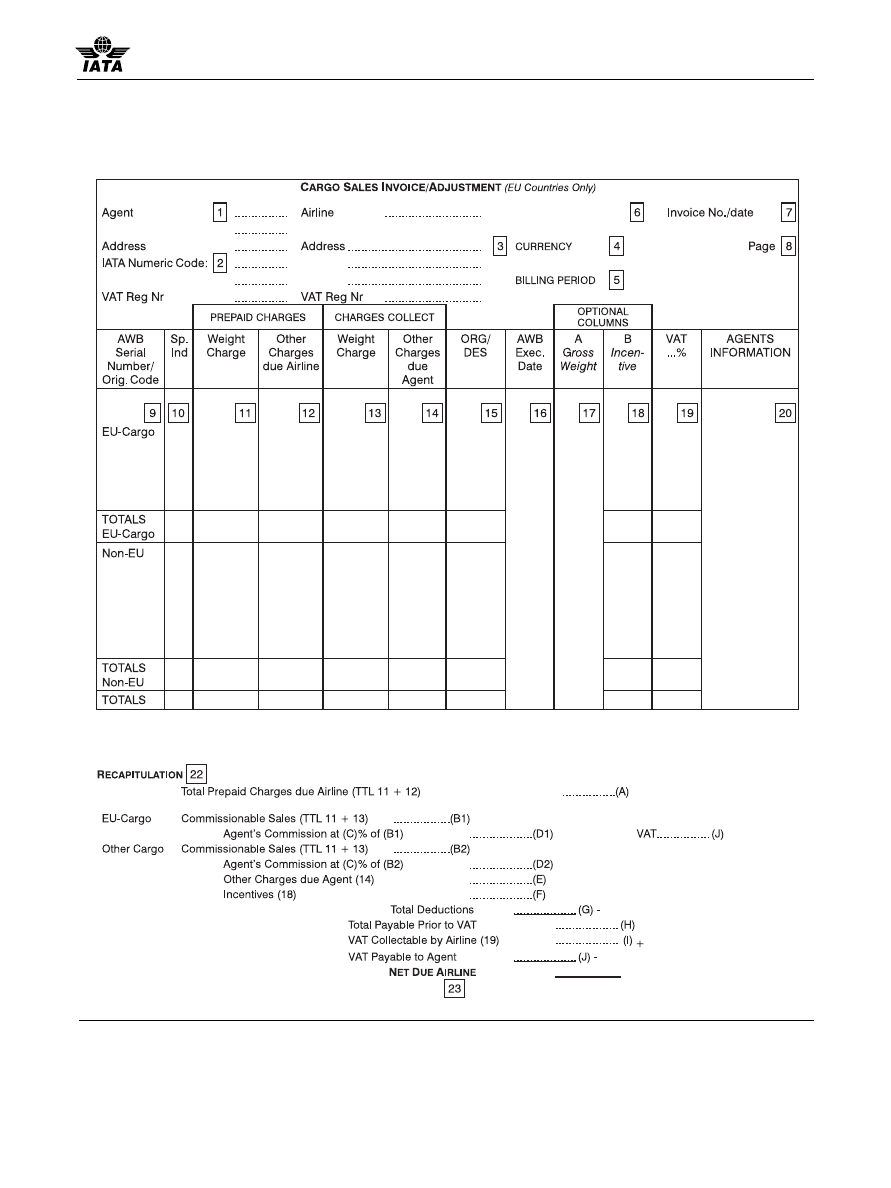 IATA
CARGO SALES INVOICE/ADJUSTMENT (EU Countries Only)
Agent 1 .............. Airline .......................... 6 Invoice No./date 7
..............
Address .............. Address .................................... 3 CURRENCY 4 Page 8
IATA Numeric Code: 2 .............. ....................................
.............. .................................... BILLING PERIOD 5
VAT Reg Nr .............. VAT Reg Nr ..........................
PREPAID CHARGES CHARGES COLLECT OPTIONAL
COLUMNS
AWB Sp. Weight Other Weight Other ORG/ AWB A B VAT AGENTS
Serial Ind Charge Charges Charge Charges DES Exec. Gross Incen- ...% INFORMATION
Number/ due Airline due Date Weight tive
Orig. Code Agent
9 10 11 12 13 14 15 16 17 18 19 20
EU-Cargo
TOTALS
EU-Cargo
Non-EU
TOTALS
Non-EU
TOTALS
RECAPITULATION 22
Total Prepaid Charges due Airline (TTL 11 + 12) ................(A)
EU-Cargo Commissionable Sales (TTL 11 + 13) .................(B1)
Agent's Commission at (C)% of (B1) ...................(D1) VAT................ (J)
Other Cargo Commissionable Sales (TTL 11 + 13) .................(B2)
Agent's Commission at (C)% of (B2) ...................(D2)
Other Charges due Agent (14) ...................(E)
Incentives (18) ...................(F)
Total Deductions ................... (G) -
Total Payable Prior to VAT ................... (H)
VAT Collectable by Airline (19) ................... (I) +
VAT Payable to Agent ................... (J) -
NET DUE AIRLINE
23